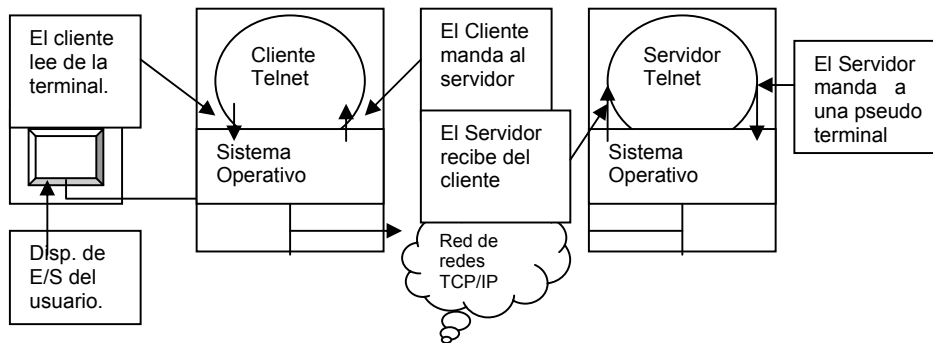 El cliente
lee de la
terminal.
Cliente
Telnet
El Cliente
manda al
servidor
Servidor
Telnet
El Servidor
manda a
una pseudo
terminal
Sistema
Operativo
El Servidor
recibe del
cliente
Sistema
Operativo
Disp. de
E/S del
usuario.
Red de
redes
TCP/IP